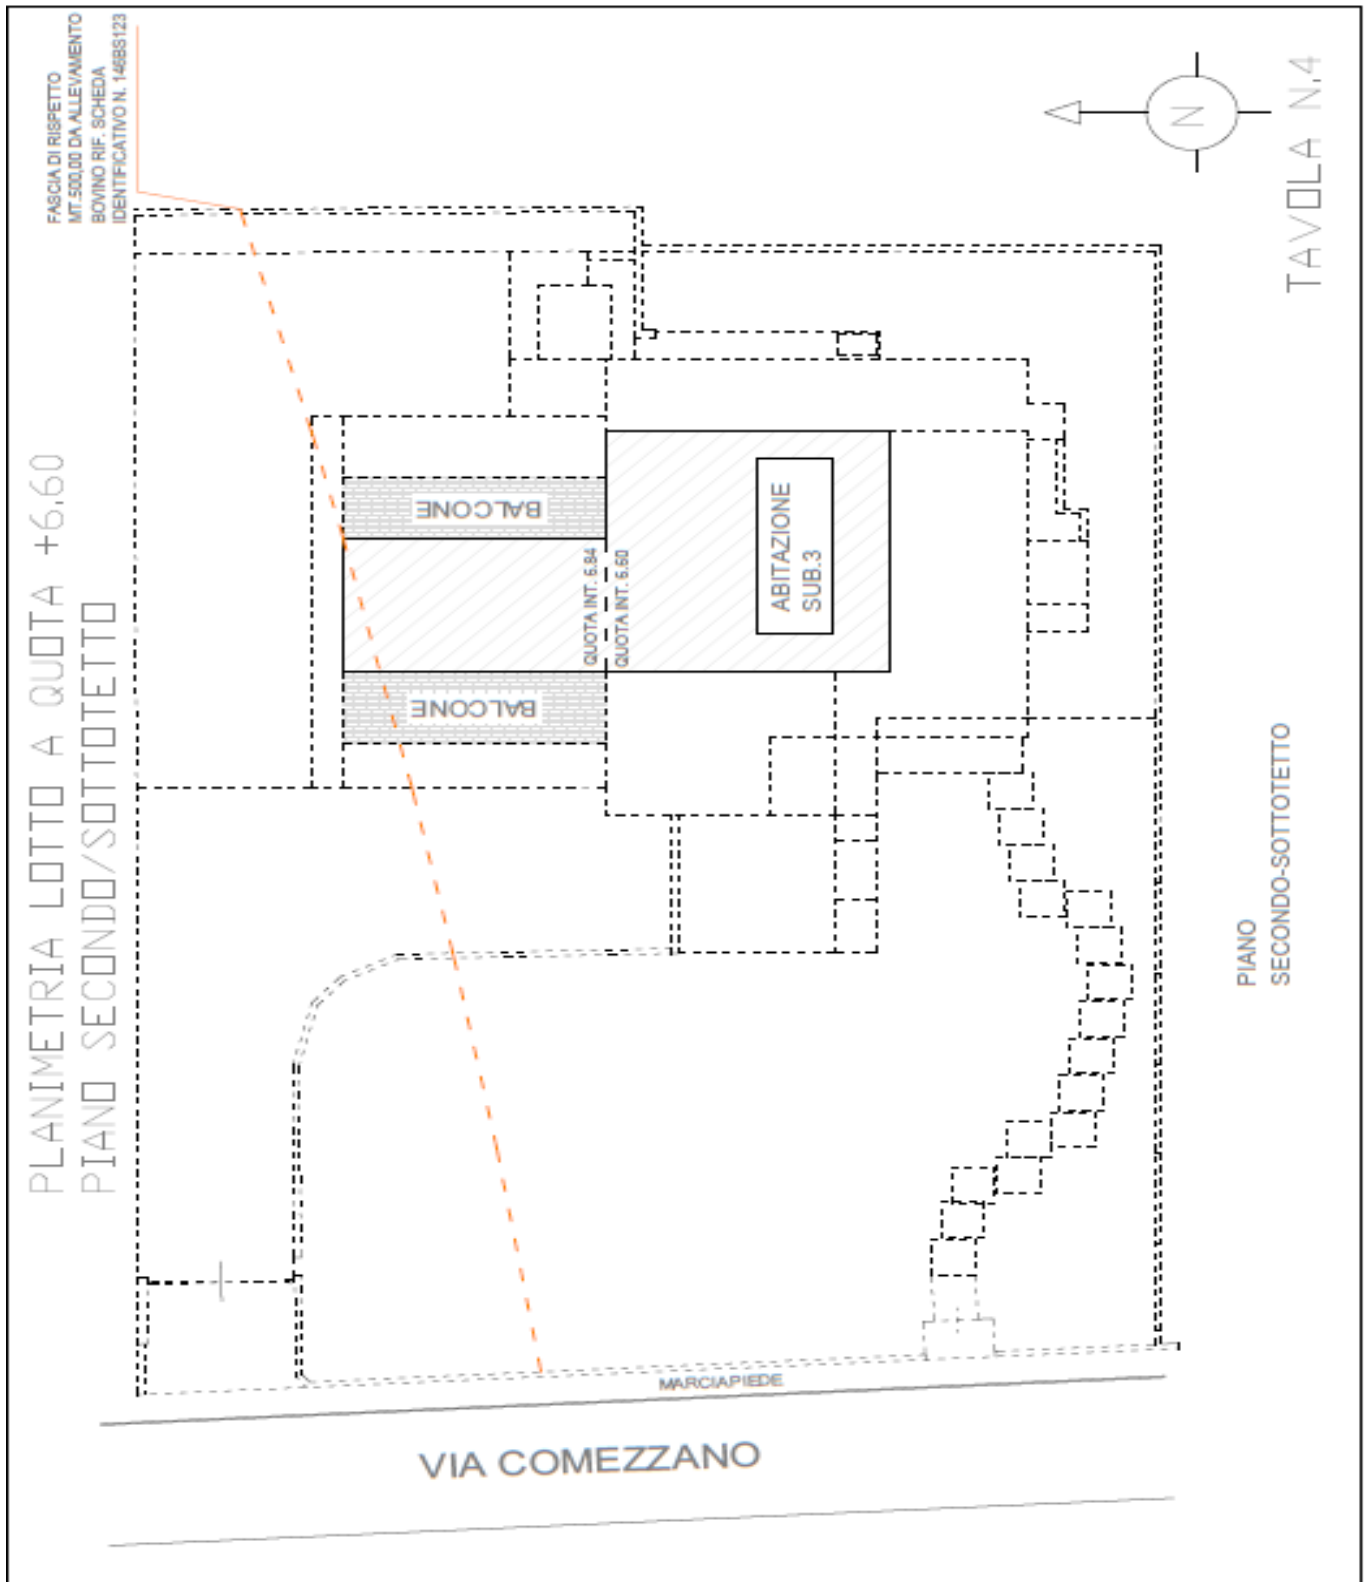 FASCIA DI RISPETTO
MT.500,00 DA ALLEVAMENTO
BOVINO RIF. SCHEDA
IDENTIFICATIVO N. 146BS123
N
TAVOLA N.4
PLANIMETRIA LOTTO A QUOTA +6,60
PIANO SECONDO/SOTTOTETTO
BALCONE
QUOTA INT. 6.84
QUOTA INT. 6.60
ABITAZIONE
SUB.3
BALCONE
PIANO
SECONDO-SOTTOTETTO
MARCIAPIEDE
VIA COMEZZANO